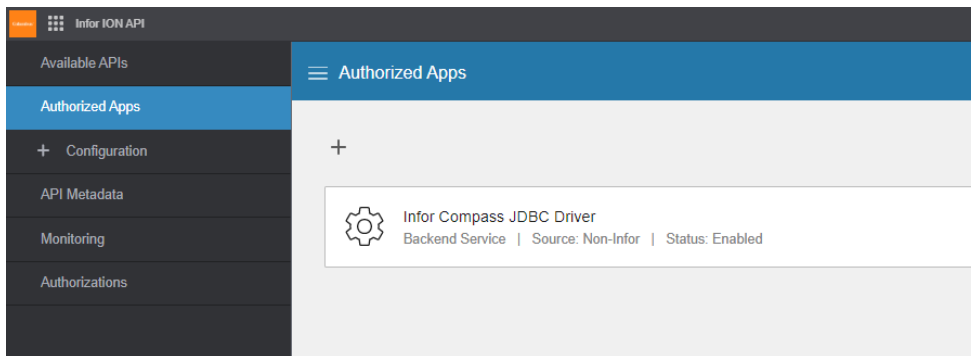 Infor ION API
Available APIs
Authorized Apps
+ Configuration
API Metadata
Monitoring
Authorizations
Authorized Apps
+
Infor Compass JDBC Driver
Backend Service | Source: Non-Infor | Status: Enabled